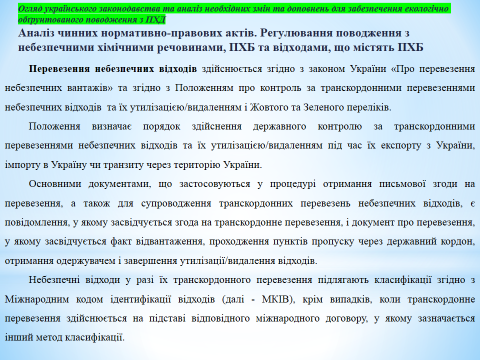 Огляд українського законодавства та аналіз необхідних змін та доповнень для забезпечення екологічно
обґрунтованого поводження з ПХД
Аналіз чинних нормативно-правових актів. Регулювання поводження з
небезпечними хімічними речовинами, ПХБ та відходами, що містять ПХБ
Перевезення небезпечних відходів здійснюється згідно з законом України «Про перевезення
небезпечних вантажів» та згідно з Положенням про контроль за транскордонними перевезеннями
небезпечних відходів та їх утилізацією/видаленням і Жовтого та Зеленого переліків.
Положення визначає порядок здійснення державного контролю за транскордонними
перевезеннями небезпечних відходів та їх утилізацією/видаленням під час їх експорту з України,
імпорту в Україну чи транзиту через територію України.
Основними документами, що застосовуються у процедурі отримання письмової згоди на
перевезення, а також для супроводження транскордонних перевезень небезпечних відходів, є
повідомлення, у якому засвідчується згода на транскордонне перевезення, і документ про перевезення,
у якому засвідчується факт відвантаження, проходження пунктів пропуску через державний кордон,
отримання одержувачем і завершення утилізації/видалення відходів.
Небезпечні відходи у разі їх транскордонного перевезення підлягають класифікації згідно з
Міжнародним кодом ідентифікації відходів (далі - МКІВ), крім випадків, коли транскордонне
перевезення здійснюється на підставі відповідного міжнародного договору, у якому зазначається
інший метод класифікації.